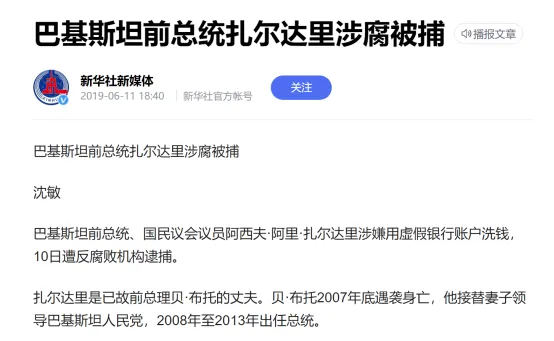 巴基斯坦前总统扎尔达里涉腐被捕
播报文章
新华社新媒体
2019-06-11 18:40
新华社官方帐号
关注
巴基斯坦前总统扎尔达里涉腐被捕
沈敏
巴基斯坦前总统、国民议会议员阿西夫·阿里·扎尔达里涉嫌用虚假银行账户洗钱，
10日遭反腐败机构逮捕。
扎尔达里是已故前总理贝·布托的丈夫。贝·布托2007年底遇袭身亡，他接替妻子领
导巴基斯坦人民党，2008年至2013年出任总统。